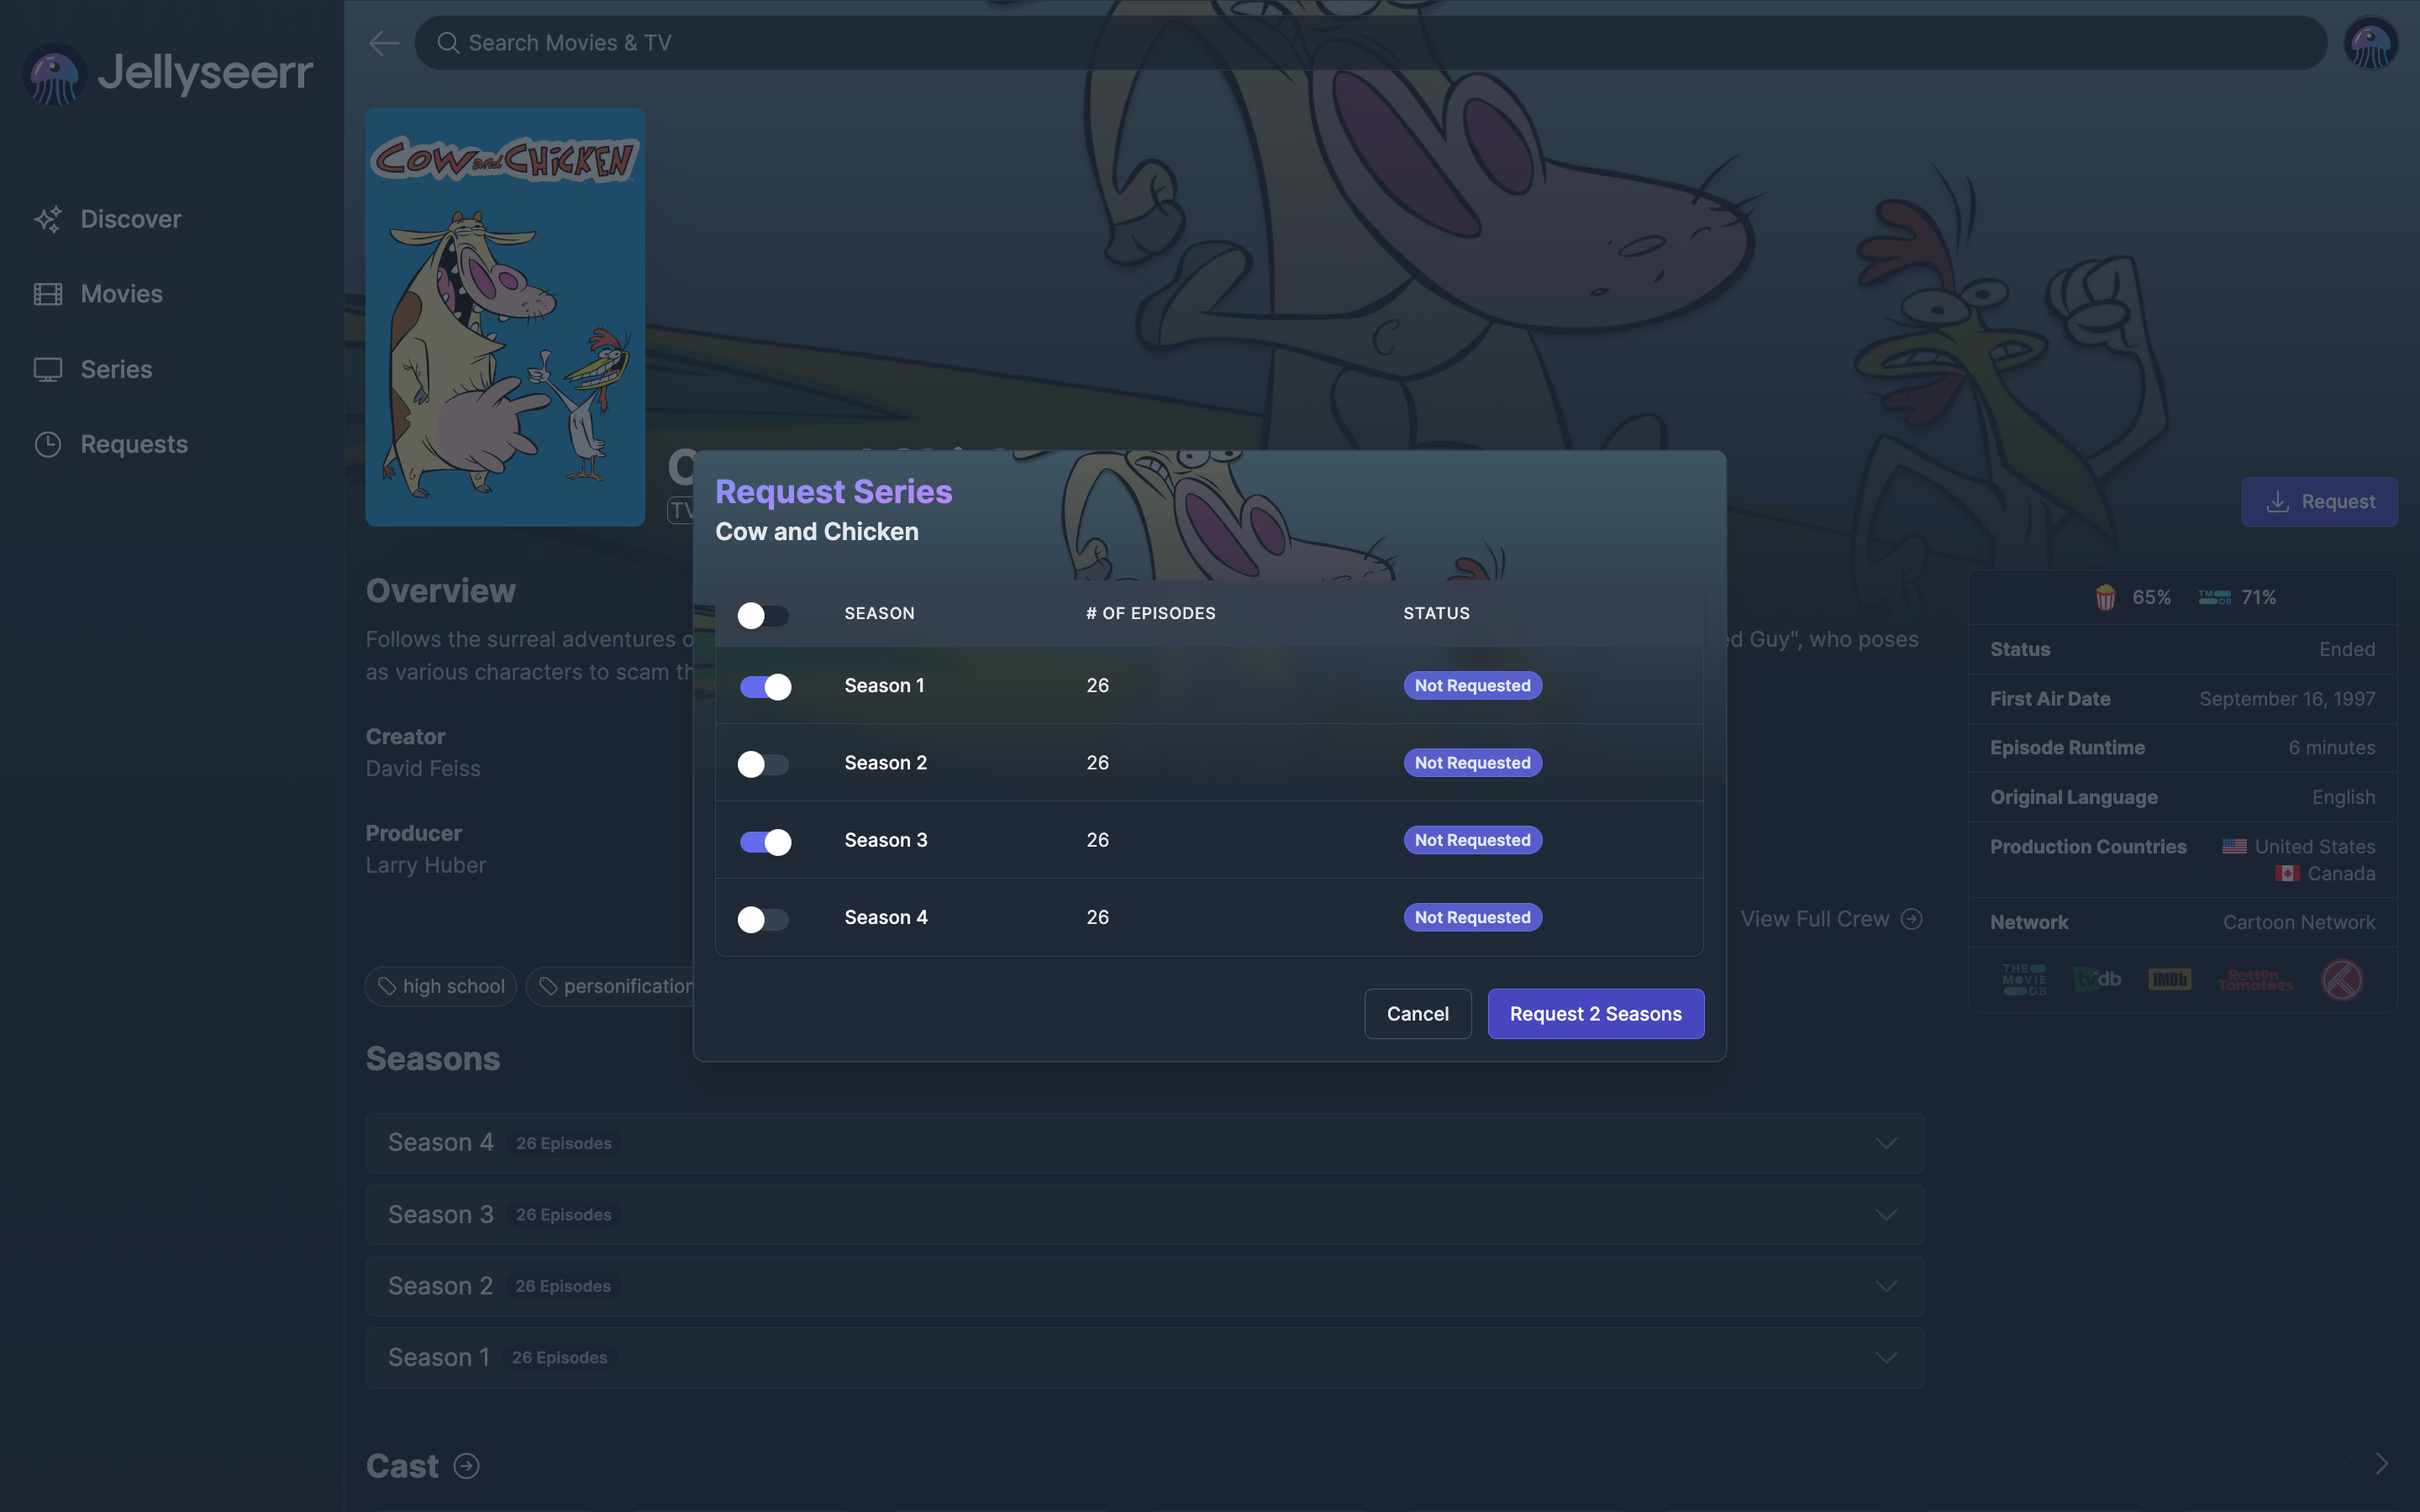 Jellyseerr
Search Movies & TV
Discover
Movies
Series
Requests
COW and CHICKEN
C
Request
Request Series
Cow and Chicken
SEASON # OF EPISODES STATUS
Season 1 26 Not Requested
Season 2 26 Not Requested
Season 3 26 Not Requested
Season 4 26 Not Requested
Cancel
Request 2 Seasons
Overview
Follows the surreal adventures
ed Guy", who poses
as various characters to scam
Creator
David Feiss
Producer
Larry Huber
View Full Crew
high school
personification
65%
TMDB 71%
Status Ended
First Air Date September 16, 1997
Episode Runtime 6 minutes
Original Language English
Production Countries United States
Canada
Network Cartoon Network
THE MOVIE DB
tvdb
IMDb
Rotten Tomatoes
Seasons
Season 4 26 Episodes
Season 3 26 Episodes
Season 2 26 Episodes
Season 1 26 Episodes
Cast